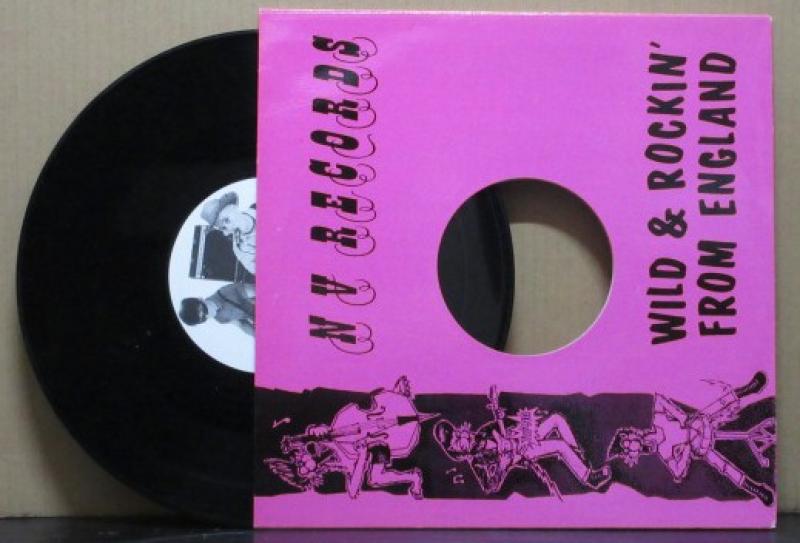 NV RECORDS
WILD & ROCKIN'
FROM ENGLAND